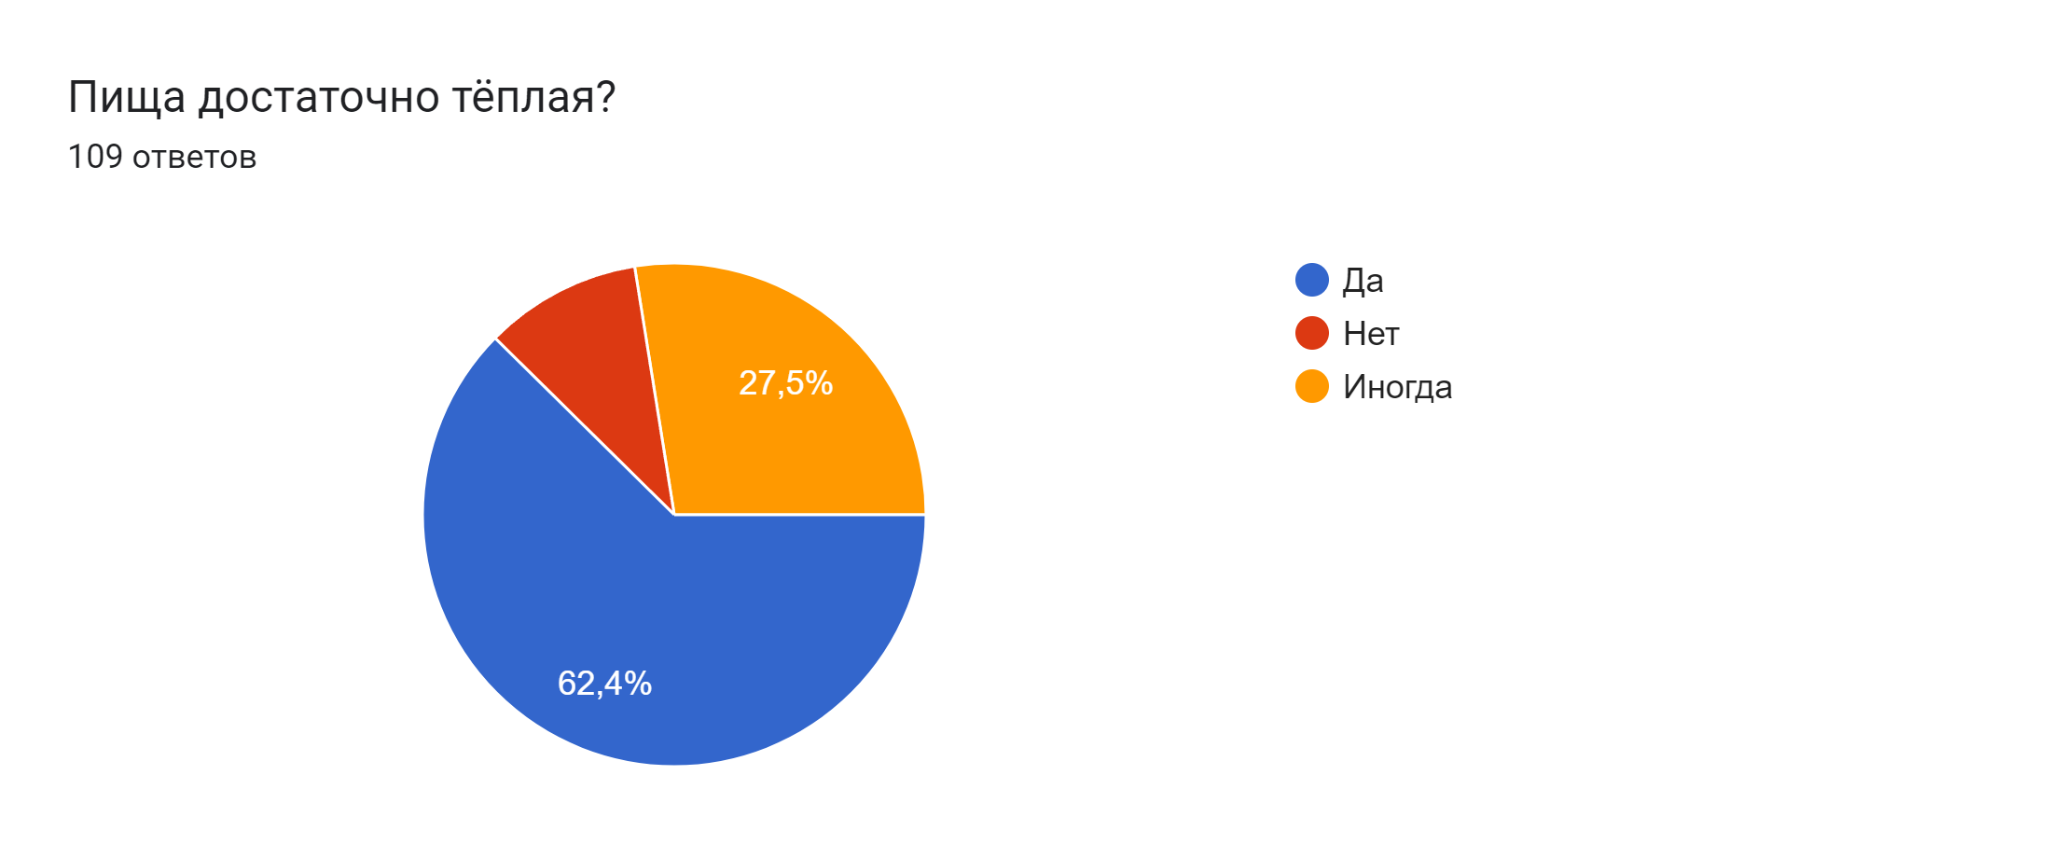 Пища достаточно тёплая?
109 ответов
Да
Нет
Иногда
27,5%
62,4%